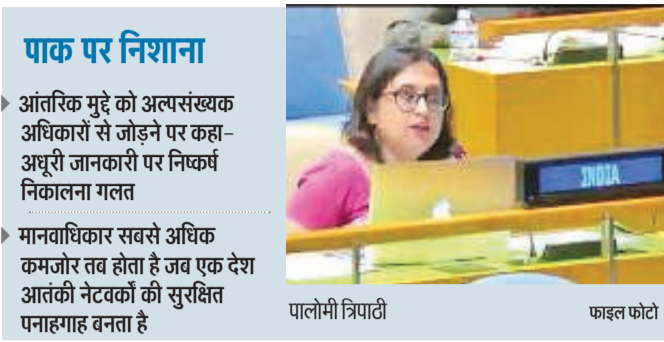 पाक पर निशाना
आंतरिक मुद्दे को अल्पसंख्यक
अधिकारों से जोड़ने पर कहा-
अधूरी जानकारी पर निष्कर्ष
निकालना गलत
मानवाधिकार सबसे अधिक
कमजोर तब होता है जब एक देश
आतंकी नेटवर्कों की सुरक्षित
पनाहगाह बनता है
INDIA
पालोमी त्रिपाठी
फाइल फोटो